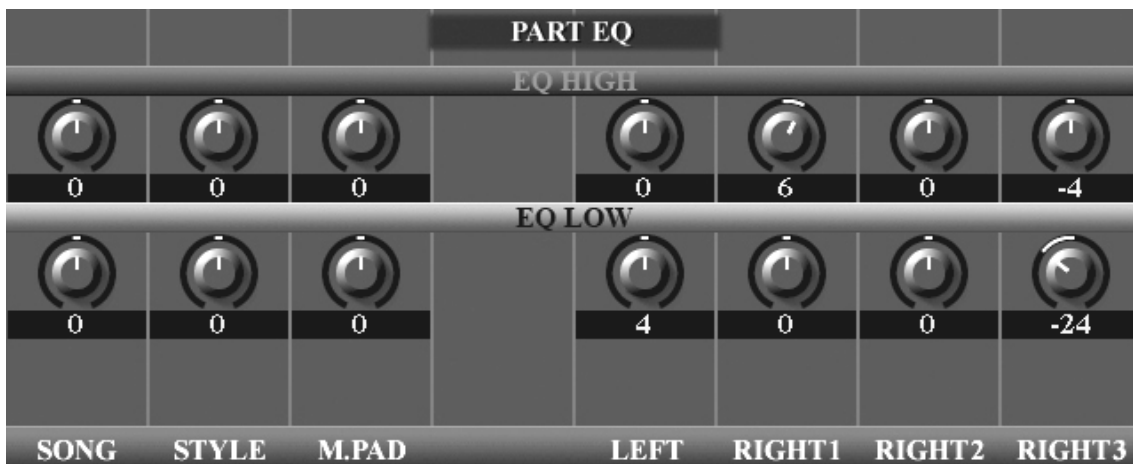 PART EQ
EQ HIGH
0 0 0 0 6 0 -4
EQ LOW
0 0 0 4 0 0 -24
SONG STYLE M.PAD LEFT RIGHT1 RIGHT2 RIGHT3